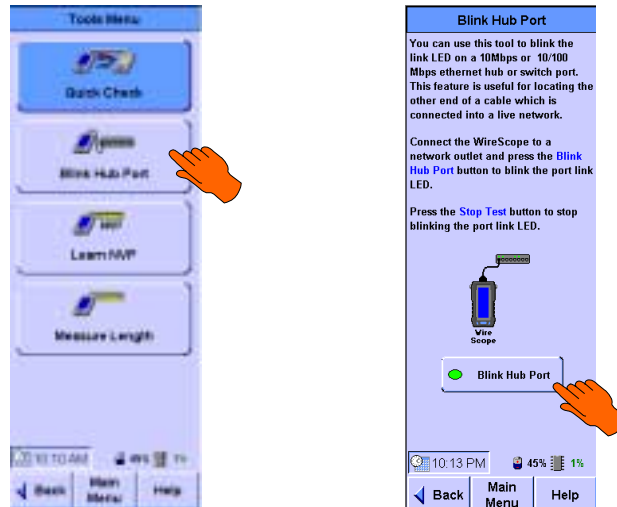 Tools Menu
Quick Check
Blink Hub Port
Learn NVP
Measure Length
10:10 AM
Back
Main
Menu
Help
Blink Hub Port
You can use this tool to blink the
link LED on a 10Mbps or 10/100
Mbps ethernet hub or switch port.
This feature is useful for locating the
other end of a cable which is
connected into a live network.
Connect the WireScope to a
network outlet and press the Blink
Hub Port button to blink the port link
LED.
Press the Stop Test button to stop
blinking the port link LED.
Wire
Scope
Blink Hub Port
10:13 PM 45% 1%
Back
Main
Menu
Help